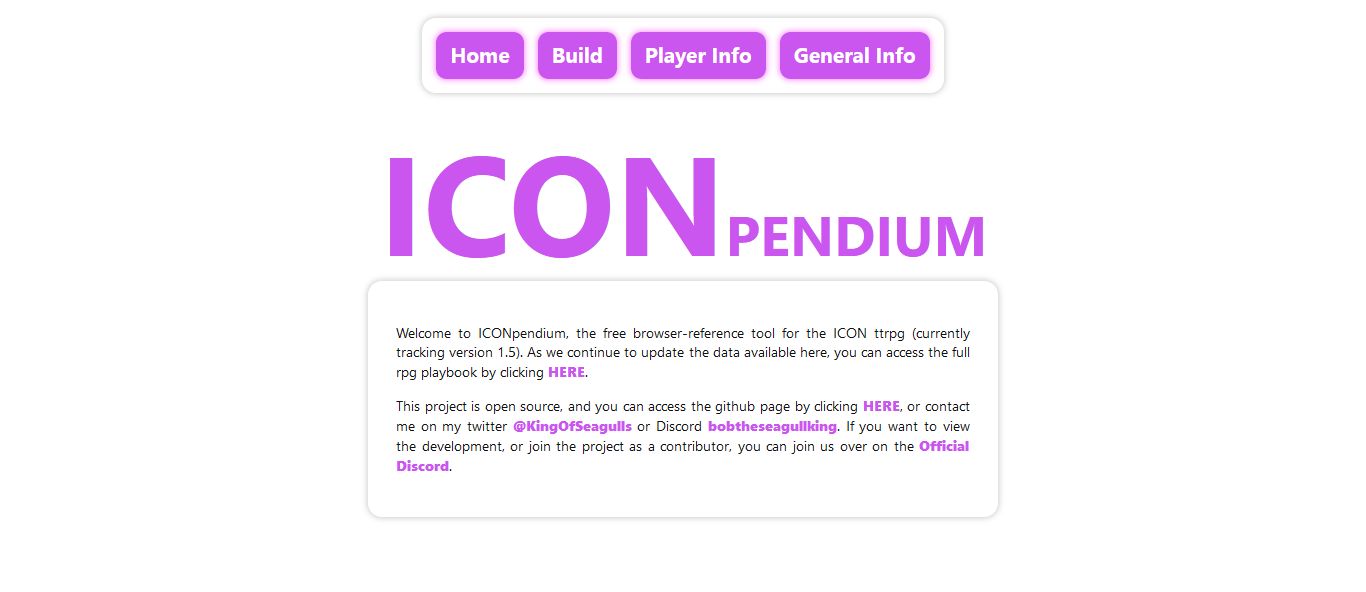 Home Build Player Info General Info
ICONPENDIUM
Welcome to ICONpendium, the free browser-reference tool for the ICON ttrpg (currently
tracking version 1.5). As we continue to update the data available here, you can access the full
rpg playbook by clicking HERE.
This project is open source, and you can access the github page by clicking HERE, or contact
me on my twitter @KingOfSeagulls or Discord bobtheseagullking. If you want to view
the development, or join the project as a contributor, you can join us over on the Official
Discord.